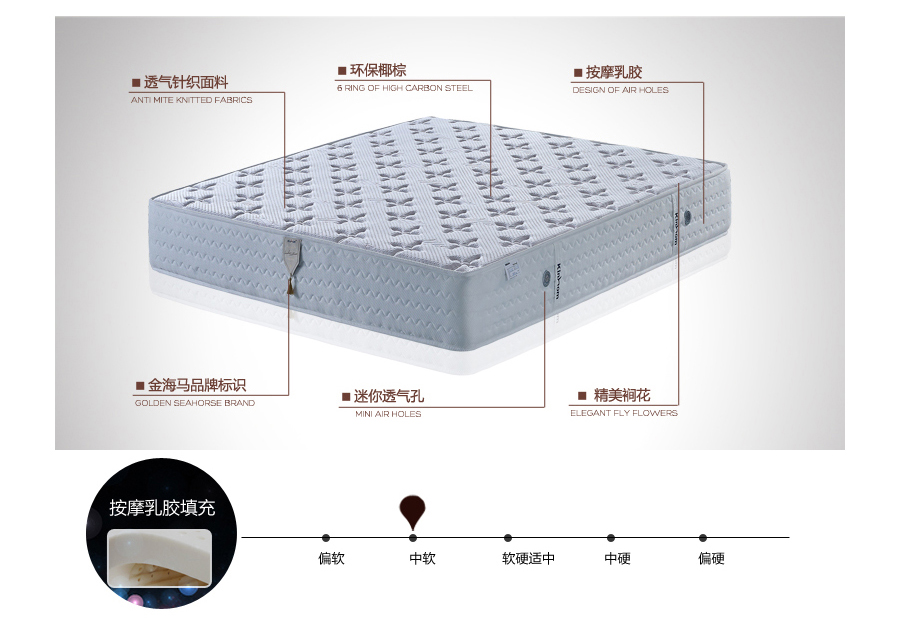 透气针织面料
ANTI MITE KNITTED FABRICS
环保椰棕
6 RING OF HIGH CARBON STEEL
按摩乳胶
DESIGN OF AIR HOLES
金海马品牌标识
GOLDEN SEAHORSE BRAND
迷你透气孔
MINI AIR HOLES
精美裥花
ELEGANT FLY FLOWERS
按摩乳胶填充
偏软
中软
软硬适中
中硬
偏硬